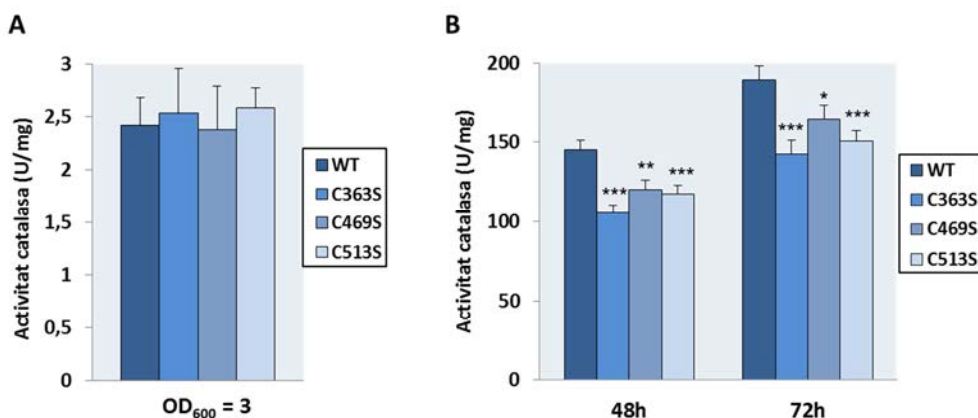 A
B
Activitat catalasa (U/mg)
3
2,5
2
1,5
1
0,5
0
OD600 = 3
WT
C363S
C469S
C513S
Activitat catalasa (U/mg)
200
150
100
50
0
***
**
***
***
*
***
48h
72h
WT
C363S
C469S
C513S